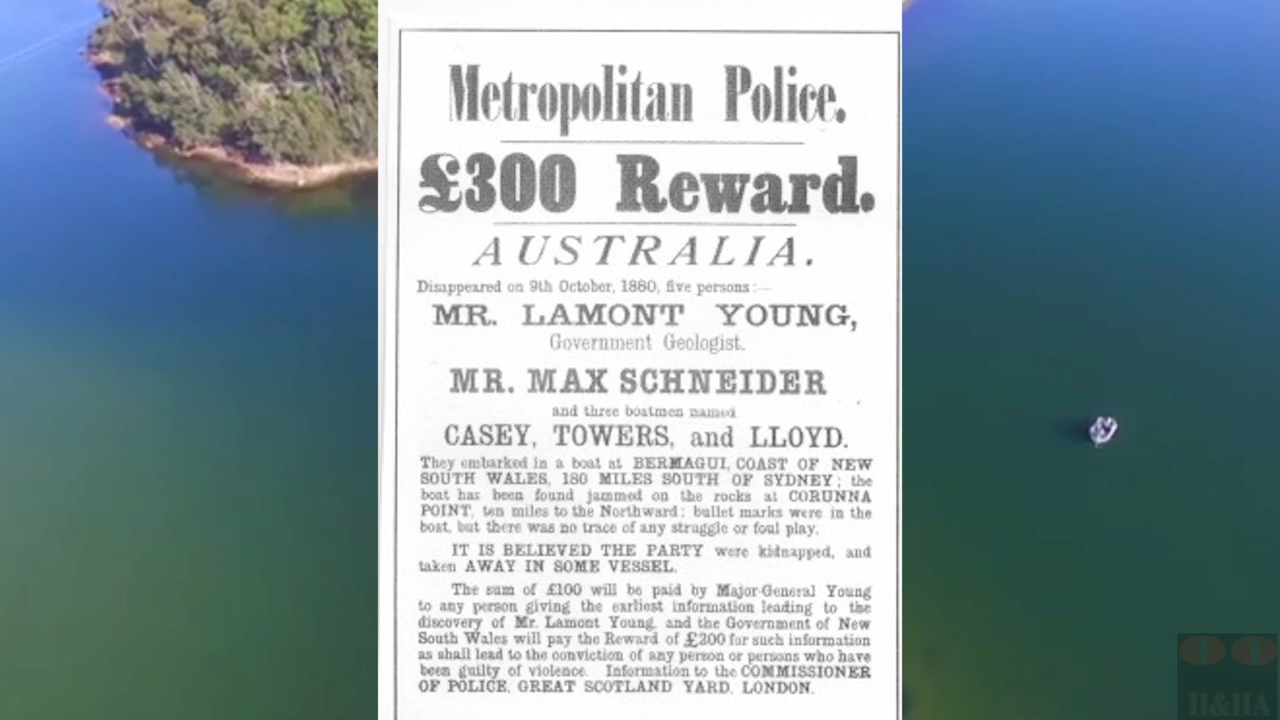 Metropolitan Police.
£300 Reward.
AUSTRALIA.
Disappeared on 9th October, 1880, five persons :—
MR. LAMONT YOUNG,
Government Geologist.
MR. MAX SCHNEIDER
and three boatmen named
CASEY, TOWERS, and LLOYD.
They embarked in a boat at BERMAGUI, COAST OF NEW
SOUTH WALES, 180 MILES SOUTH OF SYDNEY ; the
boat has been found jammed on the rocks at CORUNNA
POINT, ten miles to the Northward ; bullet marks were in the
boat, but there was no trace of any struggle or foul play.
IT IS BELIEVED THE PARTY were kidnapped, and
taken AWAY IN SOME VESSEL.
The sum of £100 will be paid by Major-General Young
to any person giving the earliest information leading to the
discovery of Mr. Lamont Young, and the Government of New
South Wales will pay the Reward of £200 for such information
as shall lead to the conviction of any person or persons who have
been guilty of violence. Information to the COMMISSIONER
OF POLICE, GREAT SCOTLAND YARD, LONDON.
H&HA